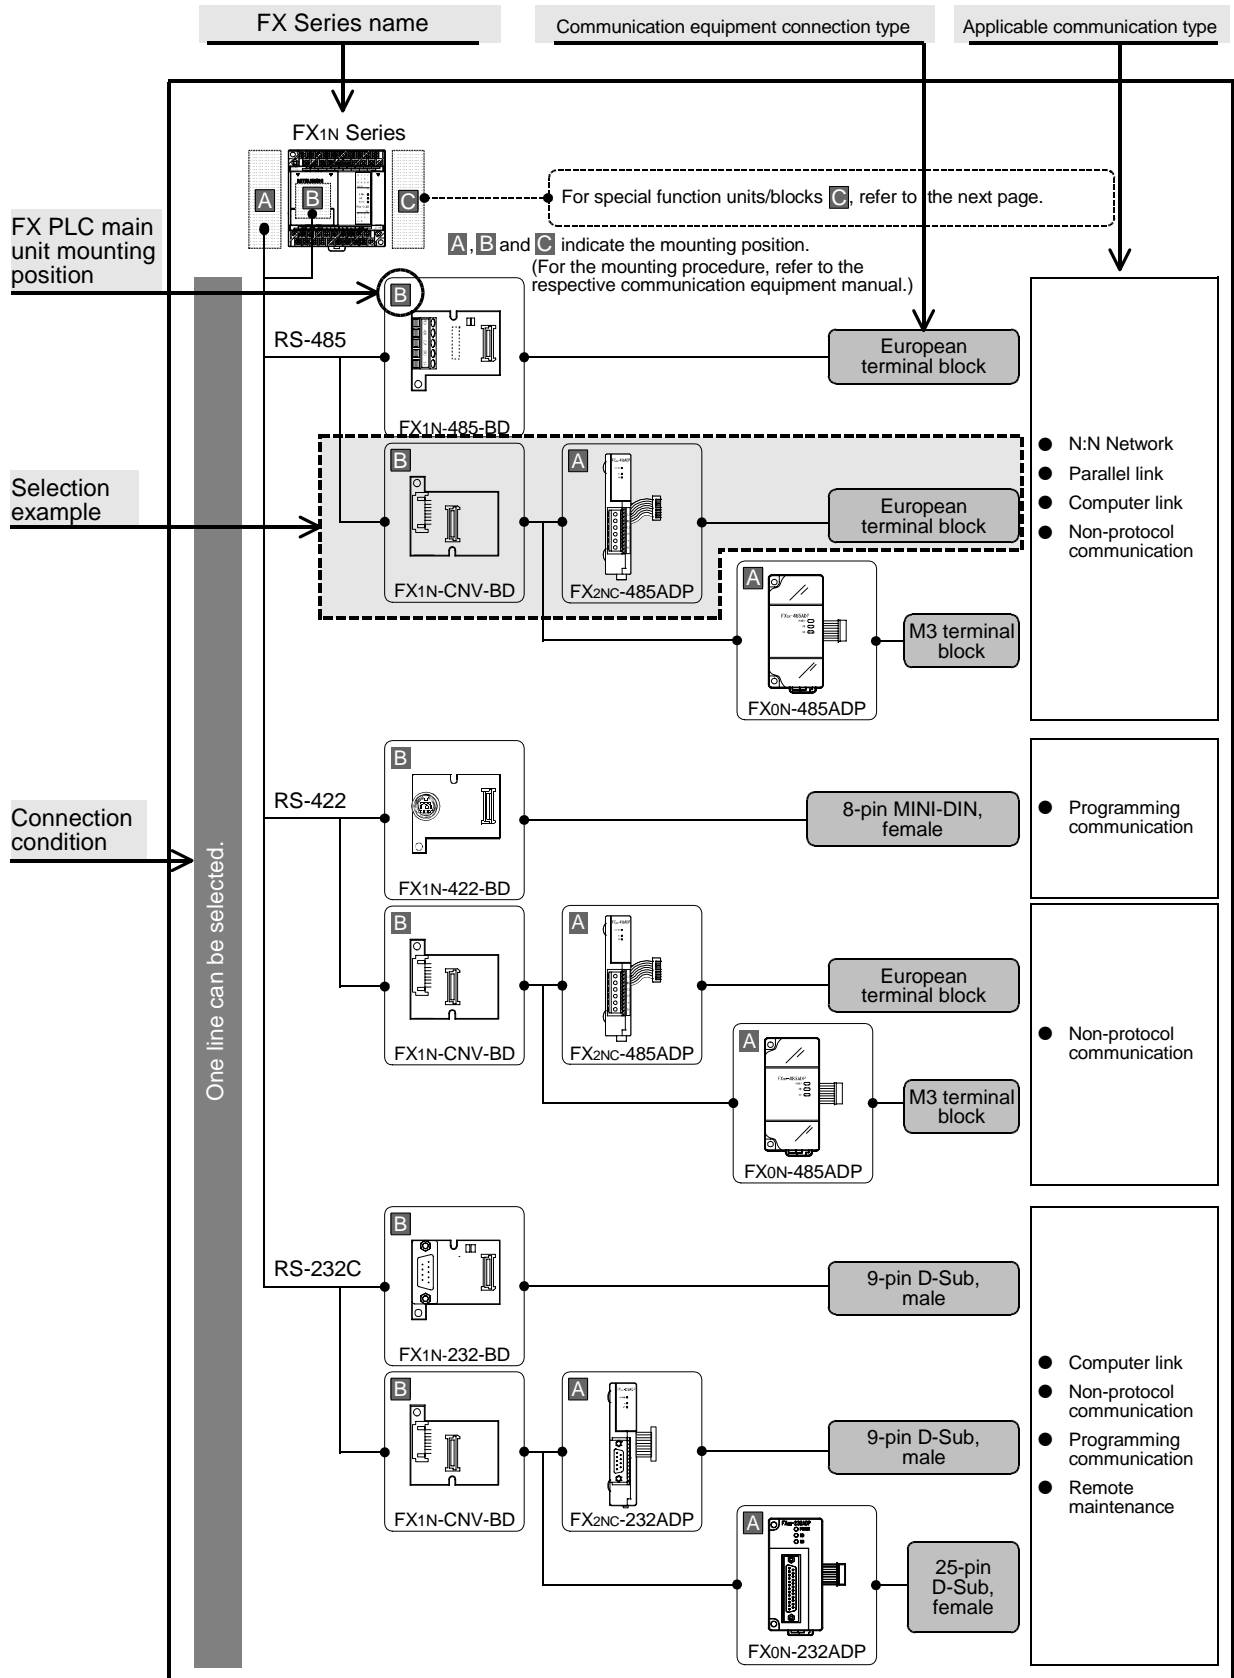 FX Series name
Communication equipment connection type
Applicable communication type
FX1N Series
A
B
C
For special function units/blocks C, refer to the next page.
FX PLC main
unit mounting
position
A, B and C indicate the mounting position.
(For the mounting procedure, refer to the
respective communication equipment manual.)
B
RS-485
FX1N-485-BD
European
terminal block
Selection
example
B
FX1N-CNV-BD
A
FX2NC-485ADP
European
terminal block
A
FX0N-485ADP
M3 terminal
block
● N:N Network
● Parallel link
● Computer link
● Non-protocol
communication
Connection
condition
One line can be selected.
RS-422
B
FX1N-422-BD
8-pin MINI-DIN,
female
● Programming
communication
B
FX1N-CNV-BD
A
FX2NC-485ADP
European
terminal block
A
FX0N-485ADP
M3 terminal
block
● Non-protocol
communication
RS-232C
B
FX1N-232-BD
9-pin D-Sub,
male
B
FX1N-CNV-BD
A
FX2NC-232ADP
9-pin D-Sub,
male
A
FX0N-232ADP
25-pin
D-Sub,
female
● Computer link
● Non-protocol
communication
● Programming
communication
● Remote
maintenance